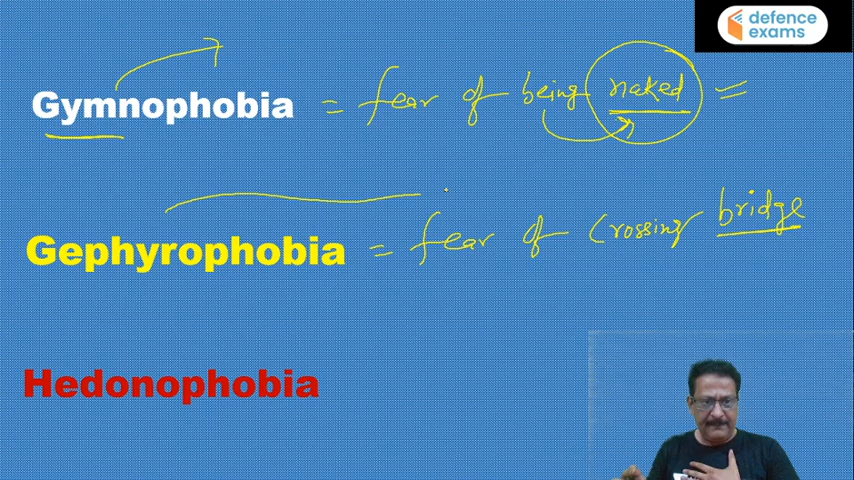 defence
exams
Gymnophobia = fear of being naked =
Gephyrophobia = fear of crossing bridge
Hedonophobia